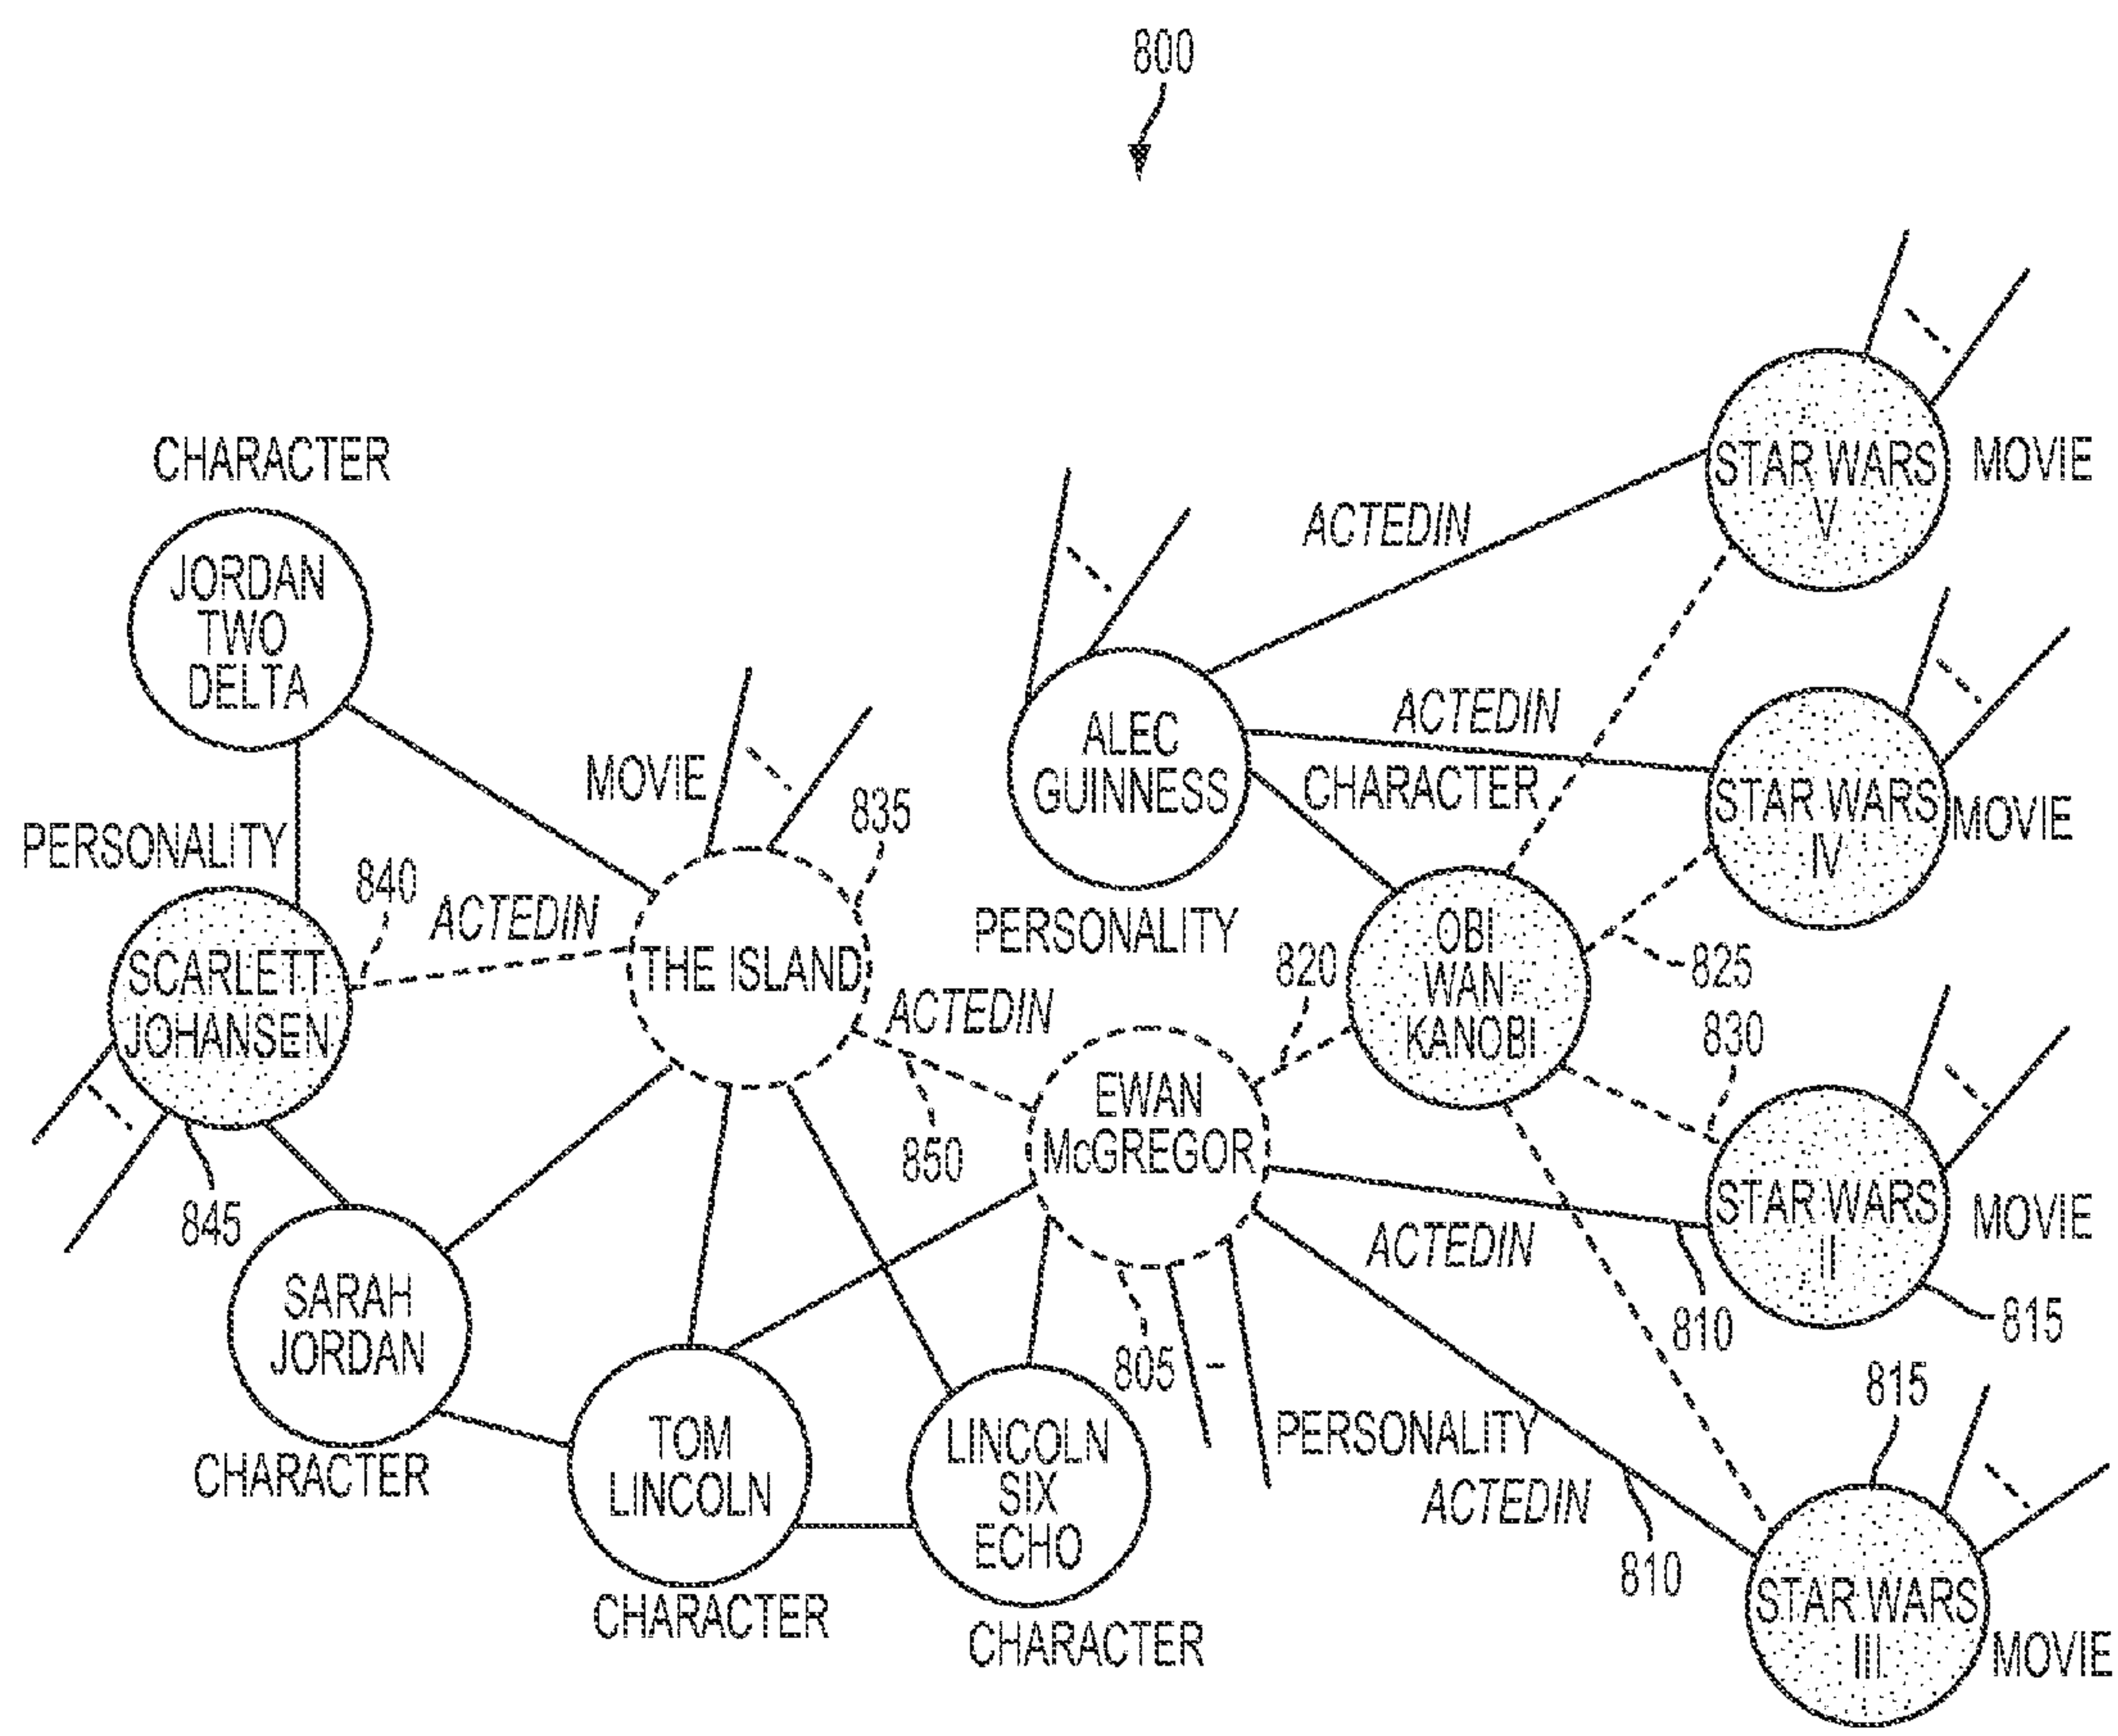 800
CHARACTER
JORDAN
TWO
DELTA
PERSONALITY
840
ACTEDIN
SCARLETT
JOHANSEN
845
MOVIE
835
THE ISLAND
ACTEDIN
850
SARAH
JORDAN
CHARACTER
TOM
LINCOLN
CHARACTER
LINCOLN
SIX
ECHO
CHARACTER
EWAN
McGREGOR
805
PERSONALITY
ALEC
GUINNESS
PERSONALITY
ACTEDIN
ACTEDIN
CHARACTER
OBI
WAN
KANOBI
820
825
830
STAR WARS
V
MOVIE
STAR WARS
IV
MOVIE
STAR WARS
II
MOVIE
815
ACTEDIN
810
815
ACTEDIN
810
STAR WARS
III
MOVIE